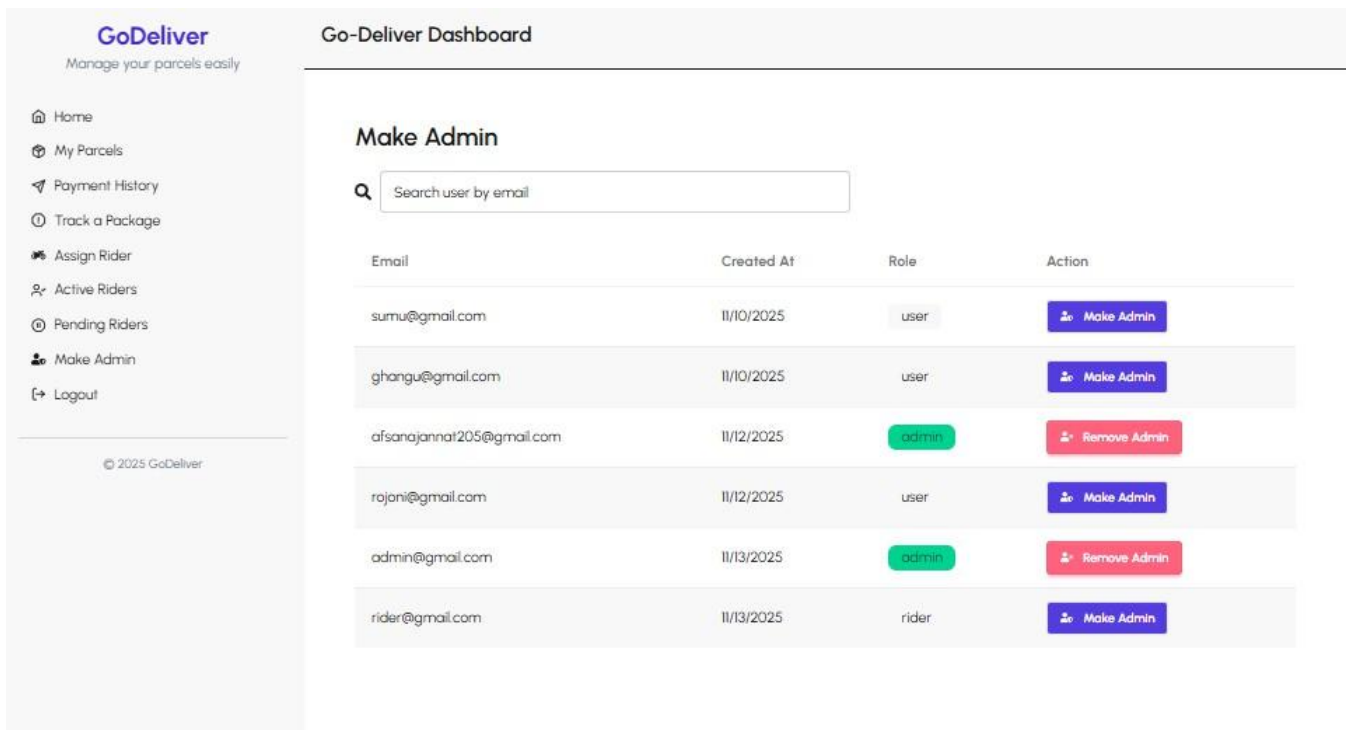 GoDeliver
Manage your parcels easily
Home
My Parcels
Payment History
Track a Package
Assign Rider
Active Riders
Pending Riders
Make Admin
Logout
© 2025 GoDeliver
Go-Deliver Dashboard
Make Admin
Search user by email
Email Created At Role Action
sumu@gmail.com 11/10/2025 user Make Admin
ghangu@gmail.com 11/10/2025 user Make Admin
afsanajannat205@gmail.com 11/12/2025 admin Remove Admin
rojoni@gmail.com 11/12/2025 user Make Admin
admin@gmail.com 11/13/2025 admin Remove Admin
rider@gmail.com 11/13/2025 rider Make Admin